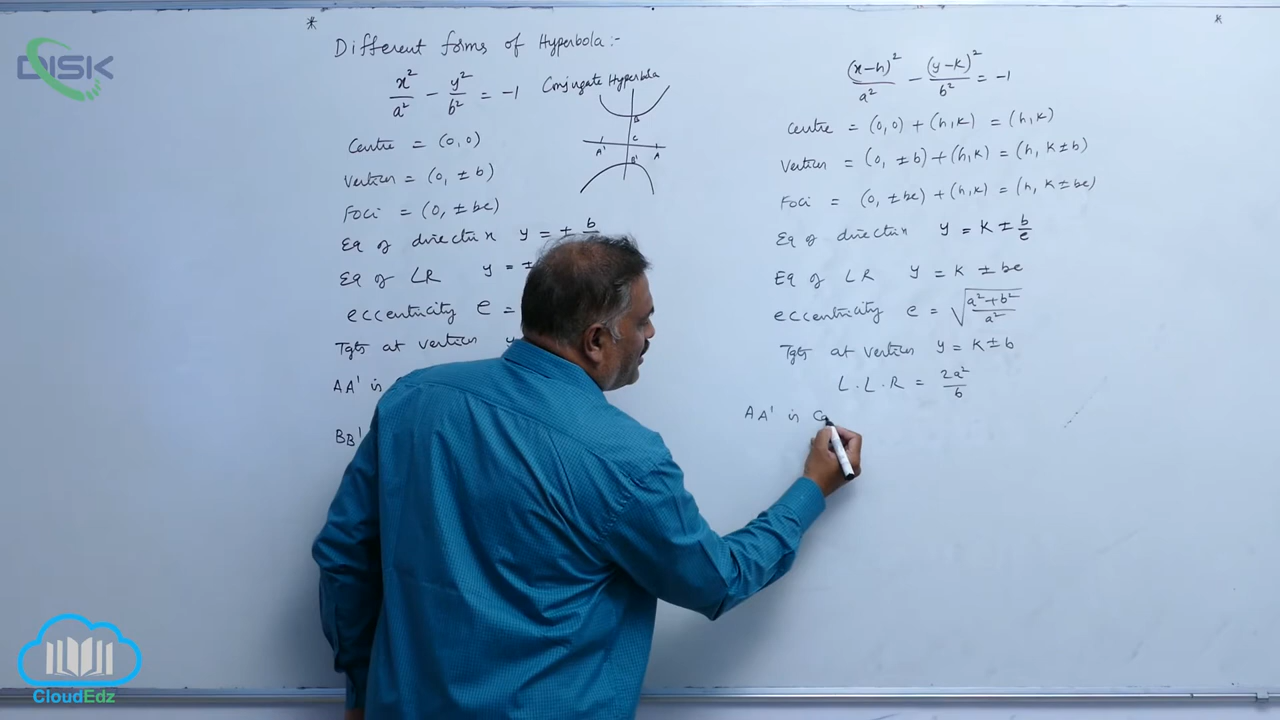 DISK
*
*
Different forms of Hyperbola:-
x²/a² - y²/b² = -1 Conjugate Hyperbola
B
C
A' A
B'
Centre = (0,0)
Vertices = (0, ±b)
Foci = (0, ±be)
Eq of directrix y = ± b
Eq of LR y = ±
eccentricity e =
Tgts at vertices
AA' is
BB'
(x-h)²/a² - (y-k)²/b² = -1
Centre = (0,0) + (h,k) = (h,k)
Vertices = (0, ±b) + (h,k) = (h, k±b)
Foci = (0, ±be) + (h,k) = (h, k±be)
Eq of directrix y = k ± b/e
Eq of LR y = k ± be
eccentricity e = √(a²+b²/a²)
Tgts at vertices y = k±b
L.L.R = 2a²/b
AA' is Co
CloudEdz